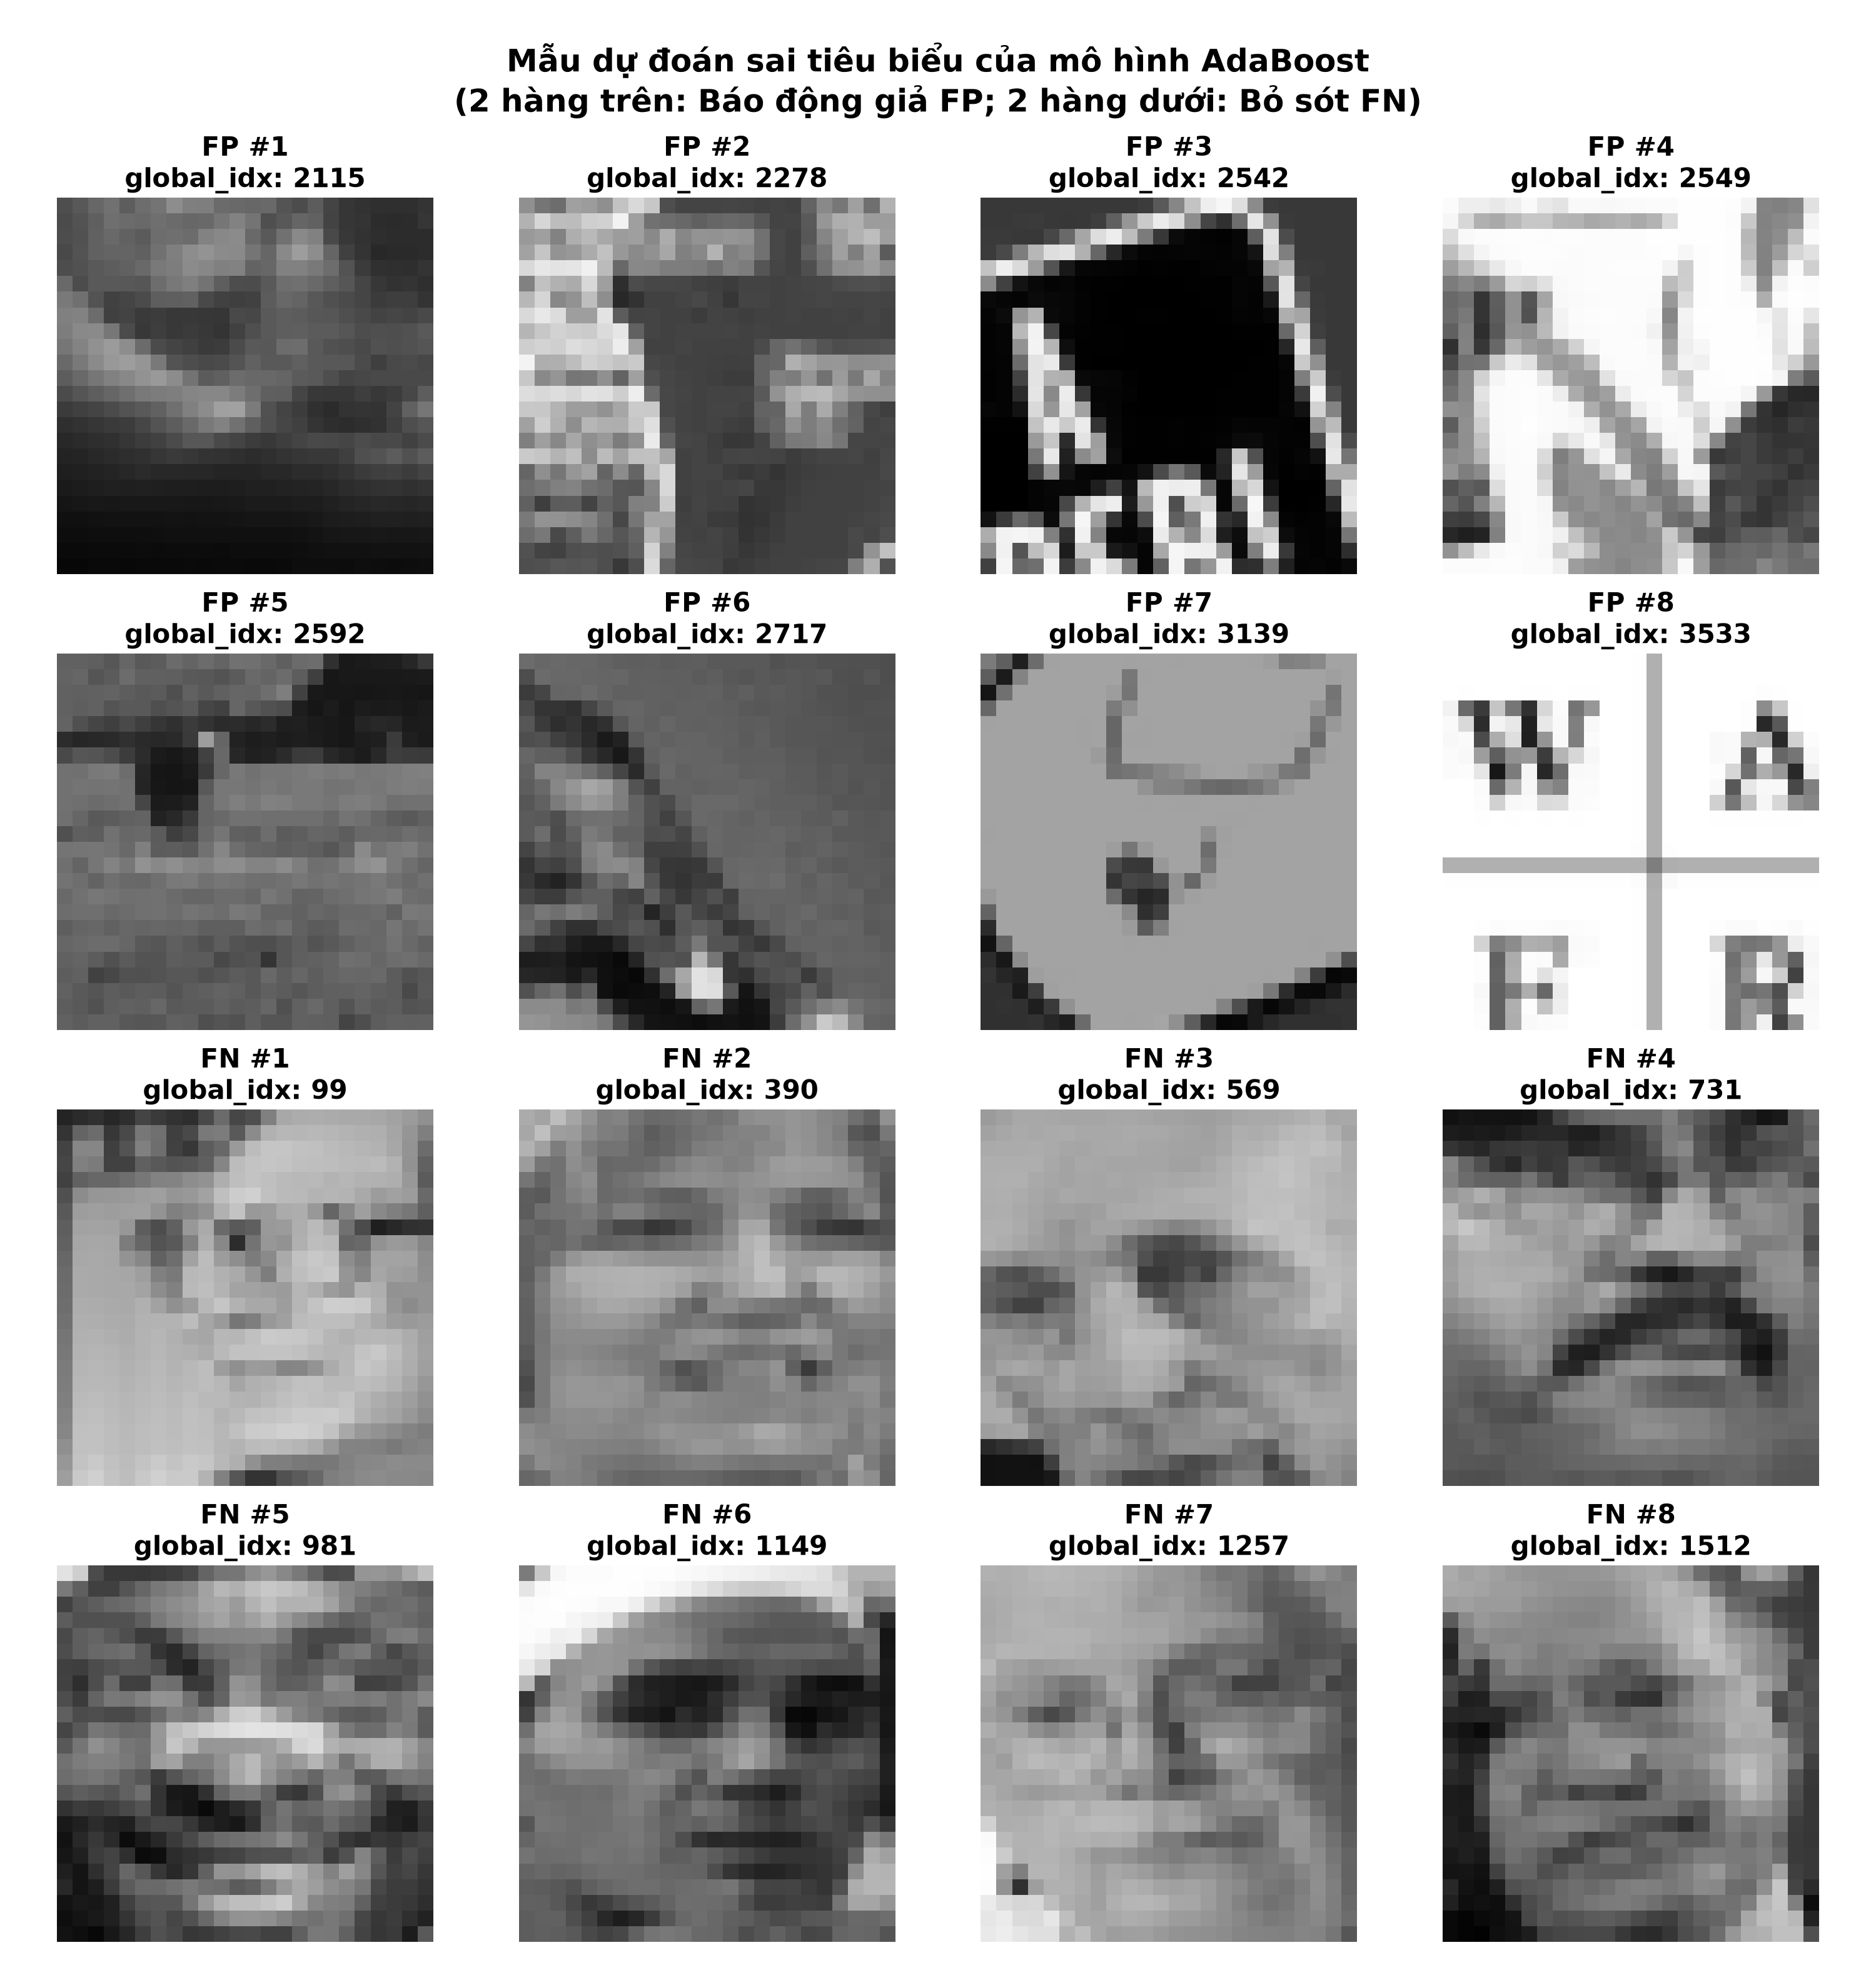 Mẫu dự đoán sai tiêu biểu của mô hình AdaBoost
(2 hàng trên: Báo động giả FP; 2 hàng dưới: Bỏ sót FN)
FP #1
global_idx: 2115
FP #2
global_idx: 2278
FP #3
global_idx: 2542
FP #4
global_idx: 2549
FP #5
global_idx: 2592
FP #6
global_idx: 2717
FP #7
global_idx: 3139
FP #8
global_idx: 3533
W A
F R
FN #1
global_idx: 99
FN #2
global_idx: 390
FN #3
global_idx: 569
FN #4
global_idx: 731
FN #5
global_idx: 981
FN #6
global_idx: 1149
FN #7
global_idx: 1257
FN #8
global_idx: 1512